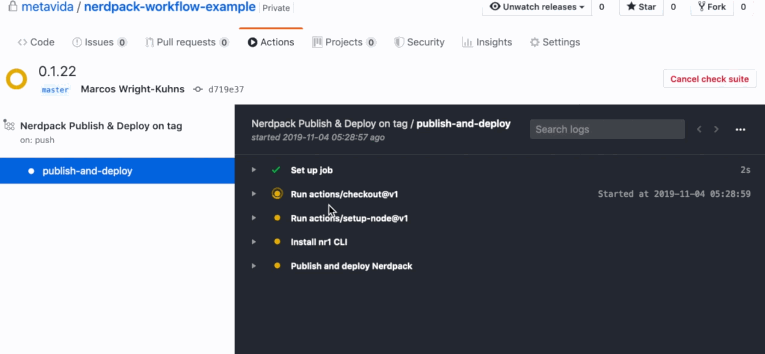 metavida / nerdpack-workflow-example Private
Unwatch releases 0 Star 0 Fork 0
Code Issues 0 Pull requests 0 Actions Projects 0 Security Insights Settings
0.1.22
master Marcos Wright-Kuhns d719e37
Cancel check suite
Nerdpack Publish & Deploy on tag
on: push
publish-and-deploy
Nerdpack Publish & Deploy on tag / publish-and-deploy
started 2019-11-04 05:28:57 ago
Search logs
Set up job 2s
Run actions/checkout@v1 Started at 2019-11-04 05:28:59
Run actions/setup-node@v1
Install nr1 CLI
Publish and deploy Nerdpack